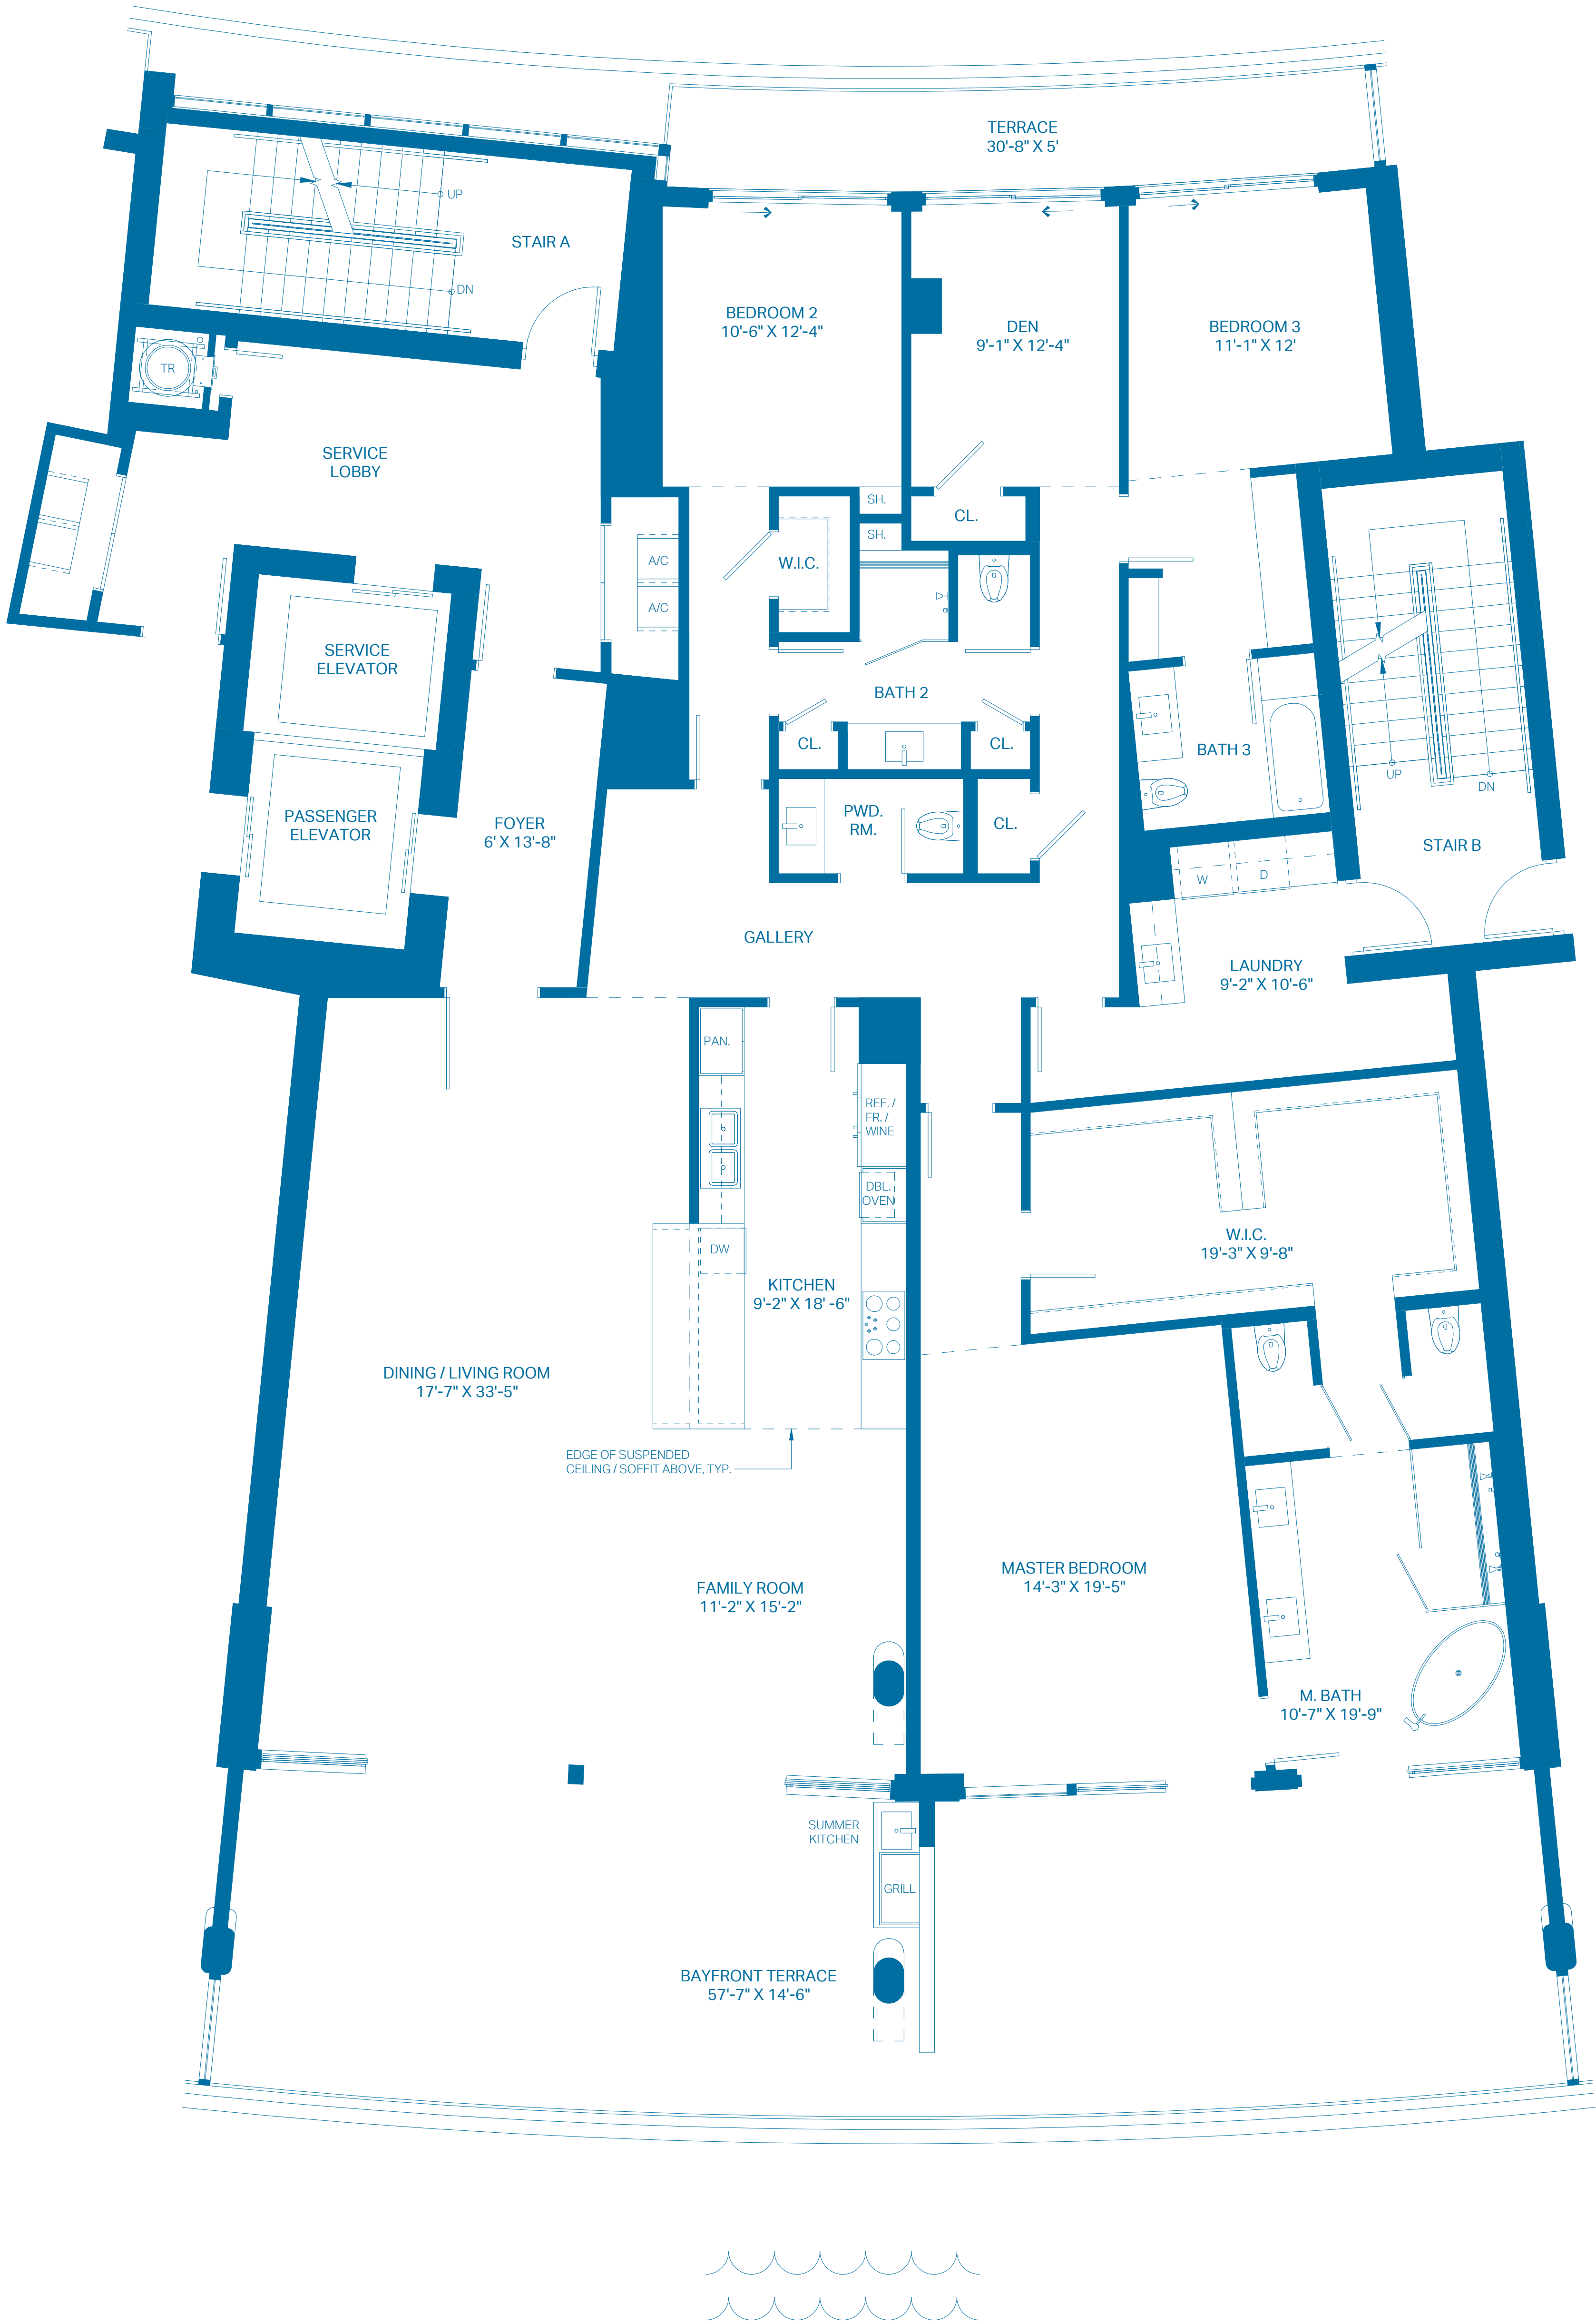 TERRACE
30'-8" X 5'
UP
STAIR A
DN
BEDROOM 2
10'-6" X 12'-4"
DEN
9'-1" X 12'-4"
BEDROOM 3
11'-1" X 12'
TR
SERVICE
LOBBY
SH.
SH.
CL.
A/C
A/C
W.I.C.
SERVICE
ELEVATOR
BATH 2
CL.
CL.
BATH 3
UP
DN
PASSENGER
ELEVATOR
FOYER
6' X 13'-8"
PWD.
RM.
CL.
STAIR B
W
D
GALLERY
LAUNDRY
9'-2" X 10'-6"
PAN.
REF. /
FR. /
WINE
DBL.
OVEN
DW
W.I.C.
19'-3" X 9'-8"
KITCHEN
9'-2" X 18' -6"
DINING / LIVING ROOM
17'-7" X 33'-5"
EDGE OF SUSPENDED
CEILING / SOFFIT ABOVE, TYP.
FAMILY ROOM
11'-2" X 15'-2"
MASTER BEDROOM
14'-3" X 19'-5"
M. BATH
10'-7" X 19'-9"
SUMMER
KITCHEN
GRILL
BAYFRONT TERRACE
57'-7" X 14'-6"